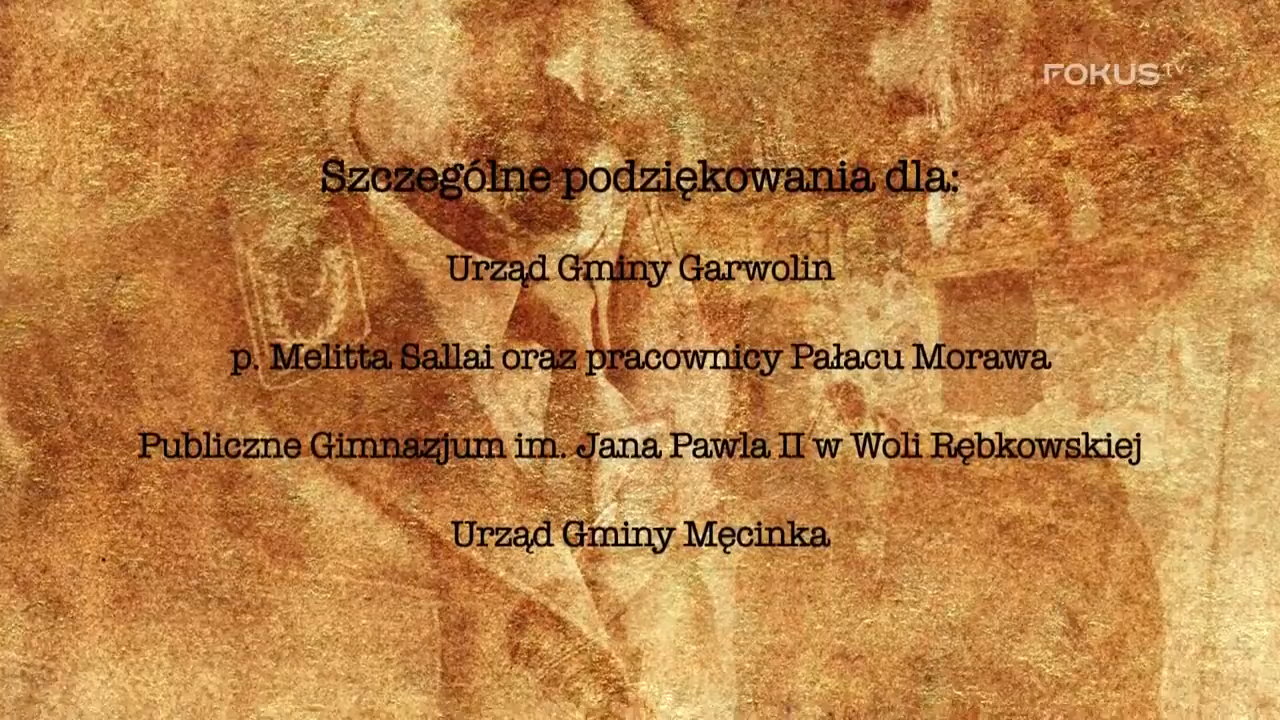 FOKUS TV
Szczególne podziękowania dla:
Urząd Gminy Garwolin
p. Melitta Sallai oraz pracownicy Pałacu Morawa
Publiczne Gimnazjum im. Jana Pawła II w Woli Rębkowskiej
Urząd Gminy Męcinka